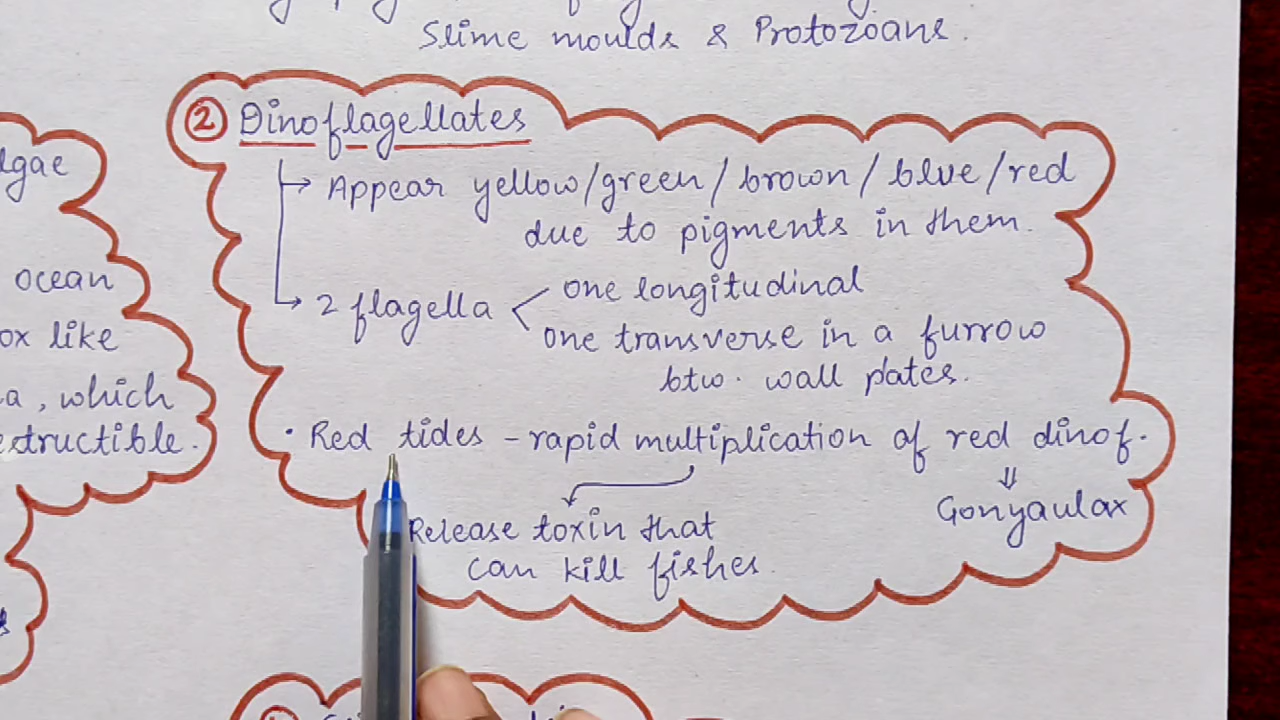 Slime moulds & Protozoans.
② Dinoflagellates
lgae
→ Appear yellow/green/brown/blue/red
due to pigments in them.
ocean
2 flagella < one longitudinal
ox like
one transverse in a furrow
btw. wall plates.
a, which
estructible.
· Red tides - rapid multiplication of red dinof.
Gonyaulax
Release toxin that
can kill fishes.